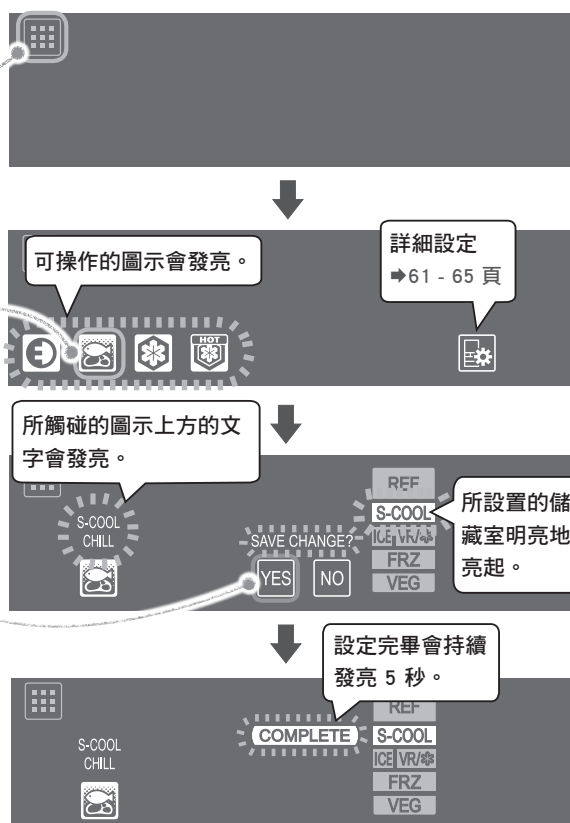 可操作的圖示會發亮。
詳細設定
➡61 - 65 頁
HOT
所觸碰的圖示上方的文
字會發亮。
S-COOL
CHILL
SAVE CHANGE?
YES
NO
REF
S-COOL
ICE VR/
FRZ
VEG
所設置的儲
藏室明亮地
亮起。
設定完畢會持續
發亮 5 秒。
S-COOL
CHILL
COMPLETE
REF
S-COOL
ICE VR/
FRZ
VEG